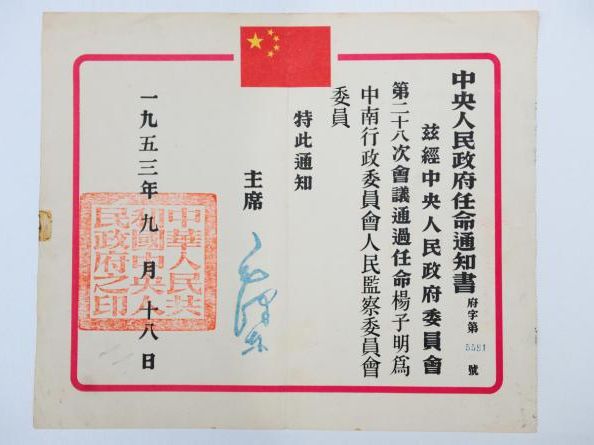 中央人民政府任命通知書
府字第 號
茲經中央人民政府委員會
第二十八次會議通過任命楊子明爲
中南行政委員會人民監察委員會
委員
特此通知
主席
毛澤東
一九五三年九月十八日
中華人民共
和國中央人
民政府之印